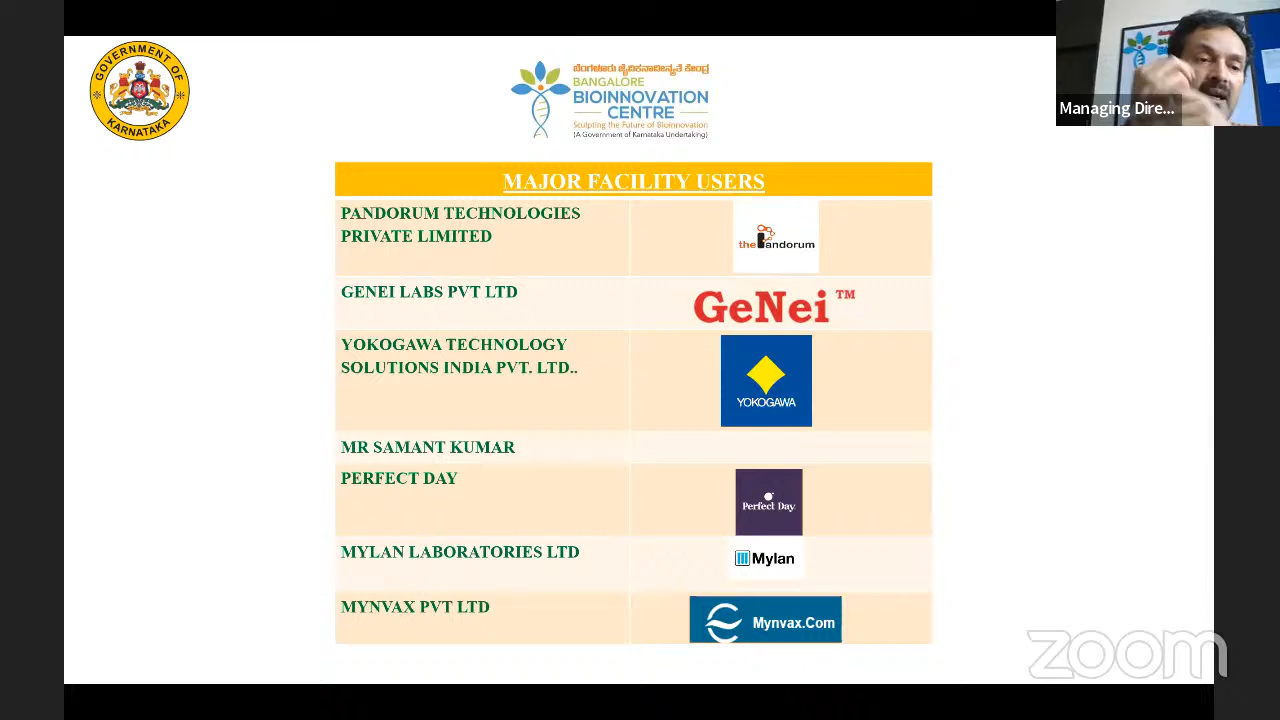 GOVERNMENT OF
KARNATAKA
ಬೆಂಗಳೂರು ಜೈವಿಕನಾವೀನ್ಯತೆ ಕೇಂದ್ರ
BANGALORE
BIOINNOVATION
CENTRE
Sculpting the Future of Bioinnovation
(A Government of Karnataka Undertaking)
Managing Dire...
MAJOR FACILITY USERS
PANDORUM TECHNOLOGIES
PRIVATE LIMITED
thePandorum
GENEI LABS PVT LTD
GeNei™
YOKOGAWA TECHNOLOGY
SOLUTIONS INDIA PVT. LTD..
YOKOGAWA
MR SAMANT KUMAR
PERFECT DAY
Perfect Day
MYLAN LABORATORIES LTD
Mylan
MYNVAX PVT LTD
Mynvax.Com
zoom